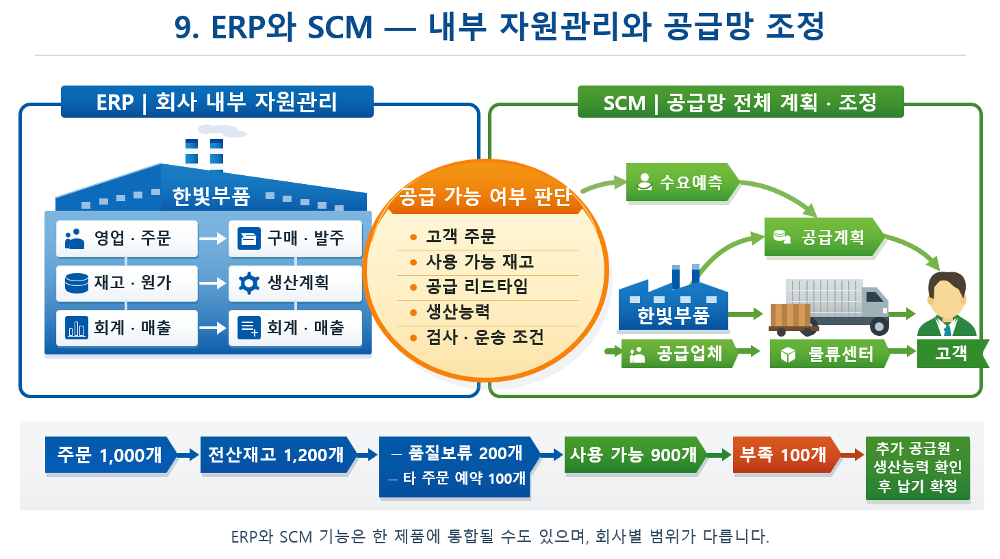 9. ERP와 SCM — 내부 자원관리와 공급망 조정
ERP | 회사 내부 자원관리
한빛부품
영업 · 주문
구매 · 발주
재고 · 원가
생산계획
회계 · 매출
회계 · 매출
공급 가능 여부 판단
• 고객 주문
• 사용 가능 재고
• 공급 리드타임
• 생산능력
• 검사 · 운송 조건
SCM | 공급망 전체 계획 · 조정
수요예측
공급계획
한빛부품
공급업체
물류센터
고객
주문 1,000개
전산재고 1,200개
— 품질보류 200개
— 타 주문 예약 100개
사용 가능 900개
부족 100개
추가 공급원 ·
생산능력 확인
후 납기 확정
ERP와 SCM 기능은 한 제품에 통합될 수도 있으며, 회사별 범위가 다릅니다.